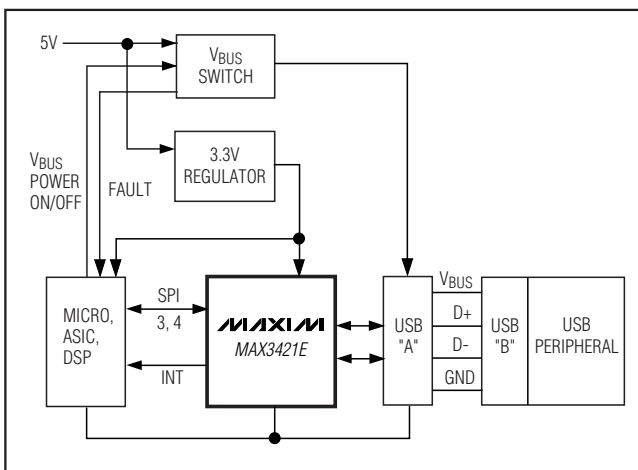 5V
VBUS
SWITCH
3.3V
REGULATOR
VBUS
POWER
ON/OFF
FAULT
MICRO,
ASIC,
DSP
SPI
3, 4
INT
MAXIM
MAX3421E
USB
"A"
VBUS
D+
D-
GND
USB
"B"
USB
PERIPHERAL